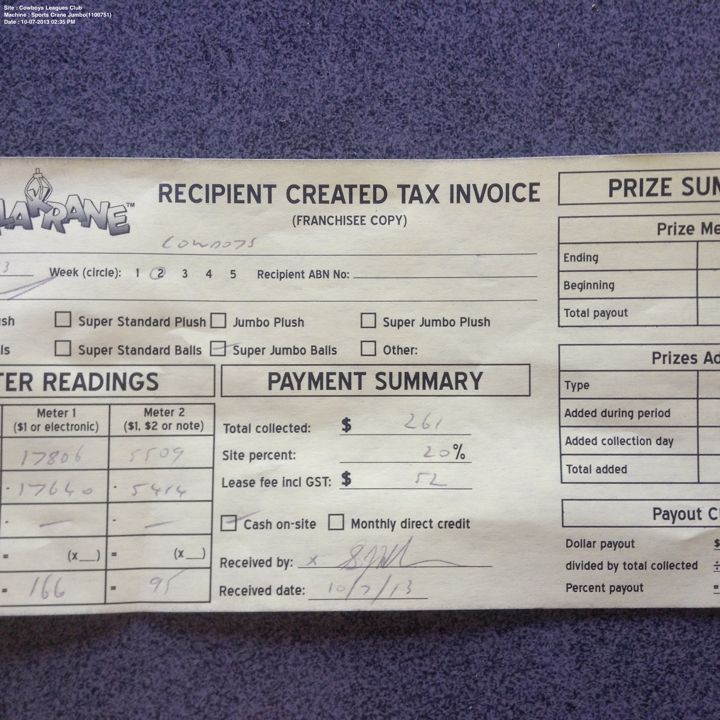 Site : Cowboys Leagues Club
Machine : Sports Crane Jumbo(1100751)
Date : 10-07-2013 02:35 PM
RECIPIENT CREATED TAX INVOICE
(FRANCHISEE COPY)
COWBOYS
3 Week (circle): 1 2 3 4 5 Recipient ABN No:
Super Standard Plush Jumbo Plush Super Jumbo Plush
Super Standard Balls Super Jumbo Balls Other:
TER READINGS
Meter 1 Meter 2
($1 or electronic) ($1, $2 or note)
17806 5509
- 17640 - 5414
- — - —
= (x__) = (x__)
= 166 = 95
PAYMENT SUMMARY
Total collected: $ 261
Site percent: 20%
Lease fee incl GST: $ 52
Cash on-site Monthly direct credit
Received by: x
Received date: 10/7/13
PRIZE SUM
Prize Me
Ending
Beginning
Total payout
Prizes Ad
Type
Added during period
Added collection day
Total added
Payout C
Dollar payout $
divided by total collected ÷
Percent payout =